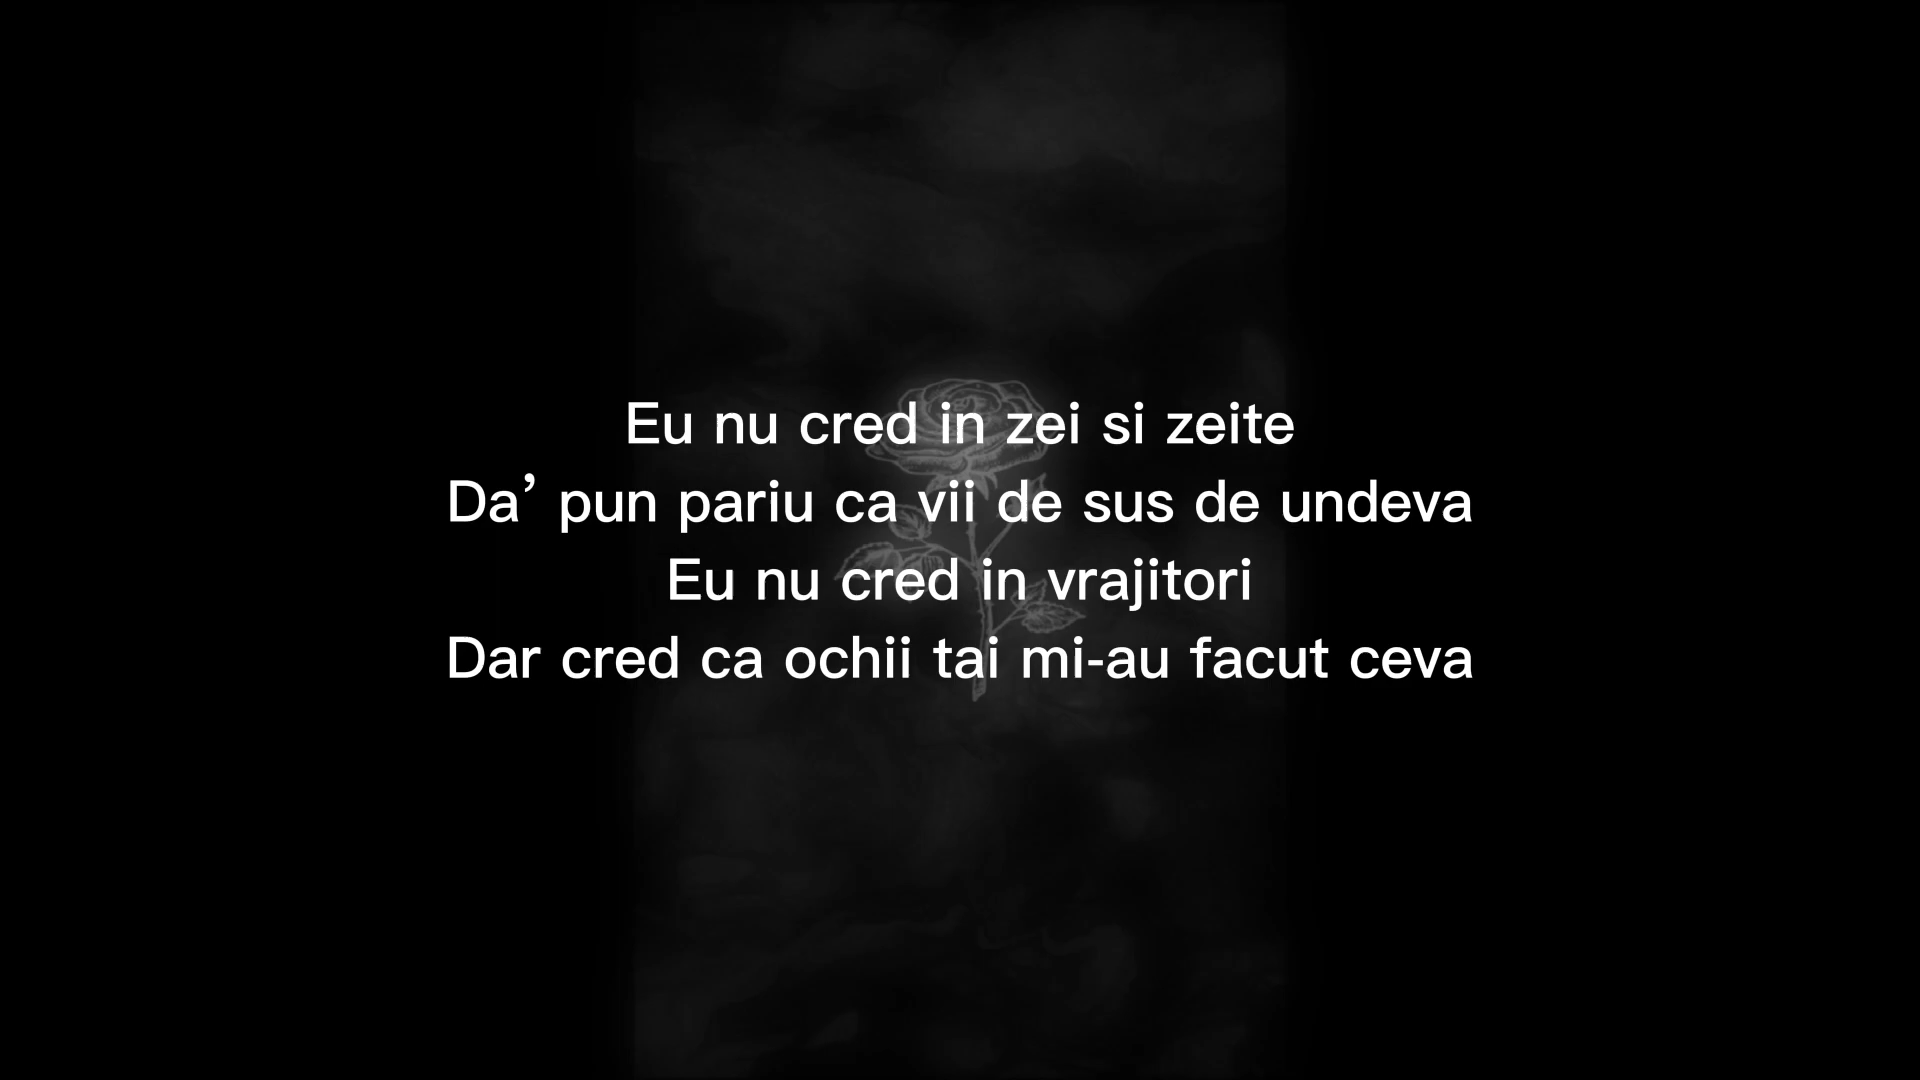 Eu nu cred in zei si zeite
Da’ pun pariu ca vii de sus de undeva
Eu nu cred in vrajitori
Dar cred ca ochii tai mi-au facut ceva